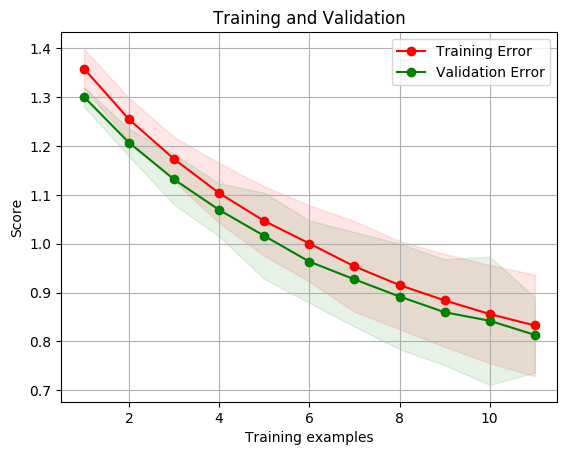 Training and Validation
Training Error
Validation Error
1.4
1.3
1.2
1.1
1.0
0.9
0.8
0.7
Score
2 4 6 8 10
Training examples